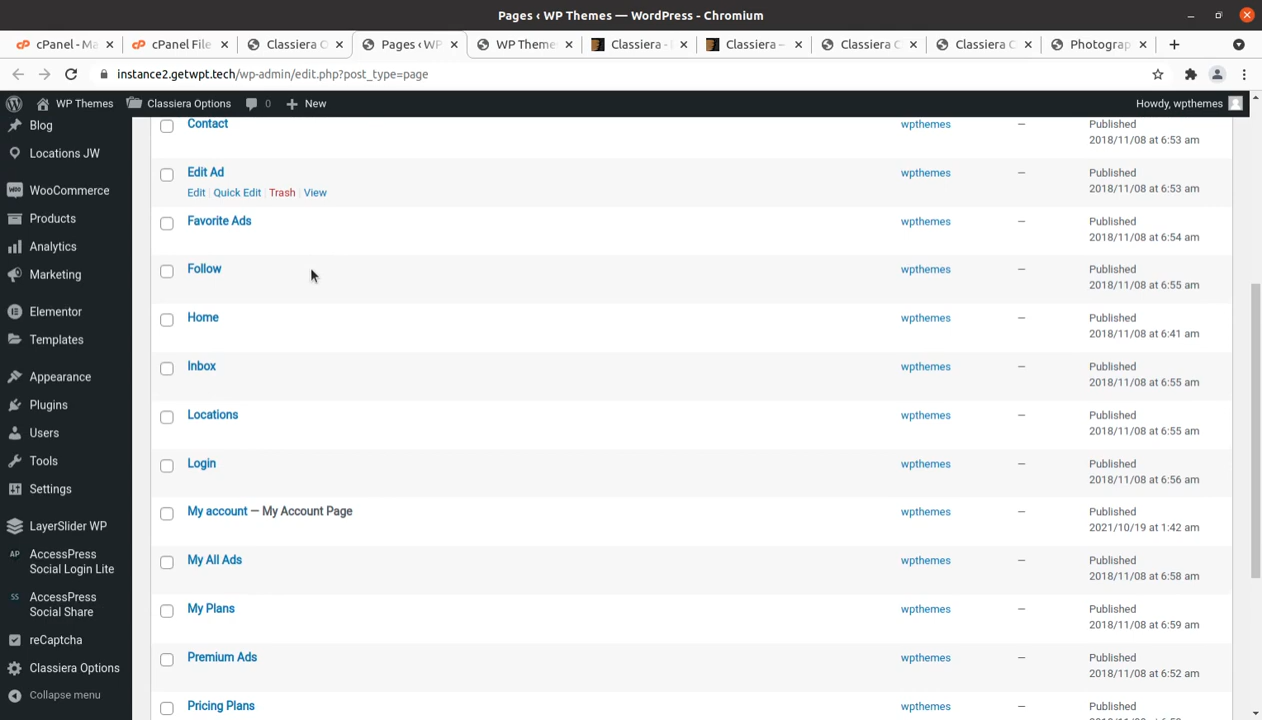 Pages ‹ WP Themes — WordPress - Chromium
cPanel - Ma
cPanel File
Classiera O
Pages ‹ WP
WP Theme
Classiera -
Classiera –
Classiera C
Classiera C
Photograp
instance2.getwpt.tech/wp-admin/edit.php?post_type=page
WP Themes
Classiera Options
0
New
Howdy, wpthemes
Blog
Locations JW
WooCommerce
Products
Analytics
Marketing
Elementor
Templates
Appearance
Plugins
Users
Tools
Settings
LayerSlider WP
AP
AccessPress
Social Login Lite
SS
AccessPress
Social Share
reCaptcha
Classiera Options
Collapse menu
Contact
wpthemes
—
Published
2018/11/08 at 6:53 am
Edit Ad
Edit | Quick Edit | Trash | View
wpthemes
—
Published
2018/11/08 at 6:53 am
Favorite Ads
wpthemes
—
Published
2018/11/08 at 6:54 am
Follow
wpthemes
—
Published
2018/11/08 at 6:55 am
Home
wpthemes
—
Published
2018/11/08 at 6:41 am
Inbox
wpthemes
—
Published
2018/11/08 at 6:55 am
Locations
wpthemes
—
Published
2018/11/08 at 6:55 am
Login
wpthemes
—
Published
2018/11/08 at 6:56 am
My account — My Account Page
wpthemes
—
Published
2021/10/19 at 1:42 am
My All Ads
wpthemes
—
Published
2018/11/08 at 6:58 am
My Plans
wpthemes
—
Published
2018/11/08 at 6:59 am
Premium Ads
wpthemes
—
Published
2018/11/08 at 6:52 am
Pricing Plans
wpthemes
—
Published